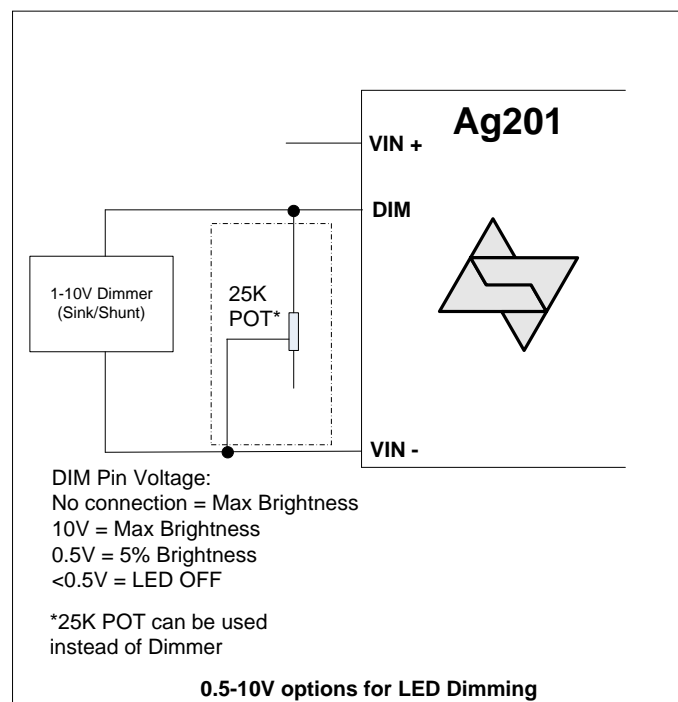 Ag201
VIN +
DIM
1-10V Dimmer
(Sink/Shunt)
25K
POT*
VIN -
DIM Pin Voltage:
No connection = Max Brightness
10V = Max Brightness
0.5V = 5% Brightness
<0.5V = LED OFF
*25K POT can be used
instead of Dimmer
0.5-10V options for LED Dimming